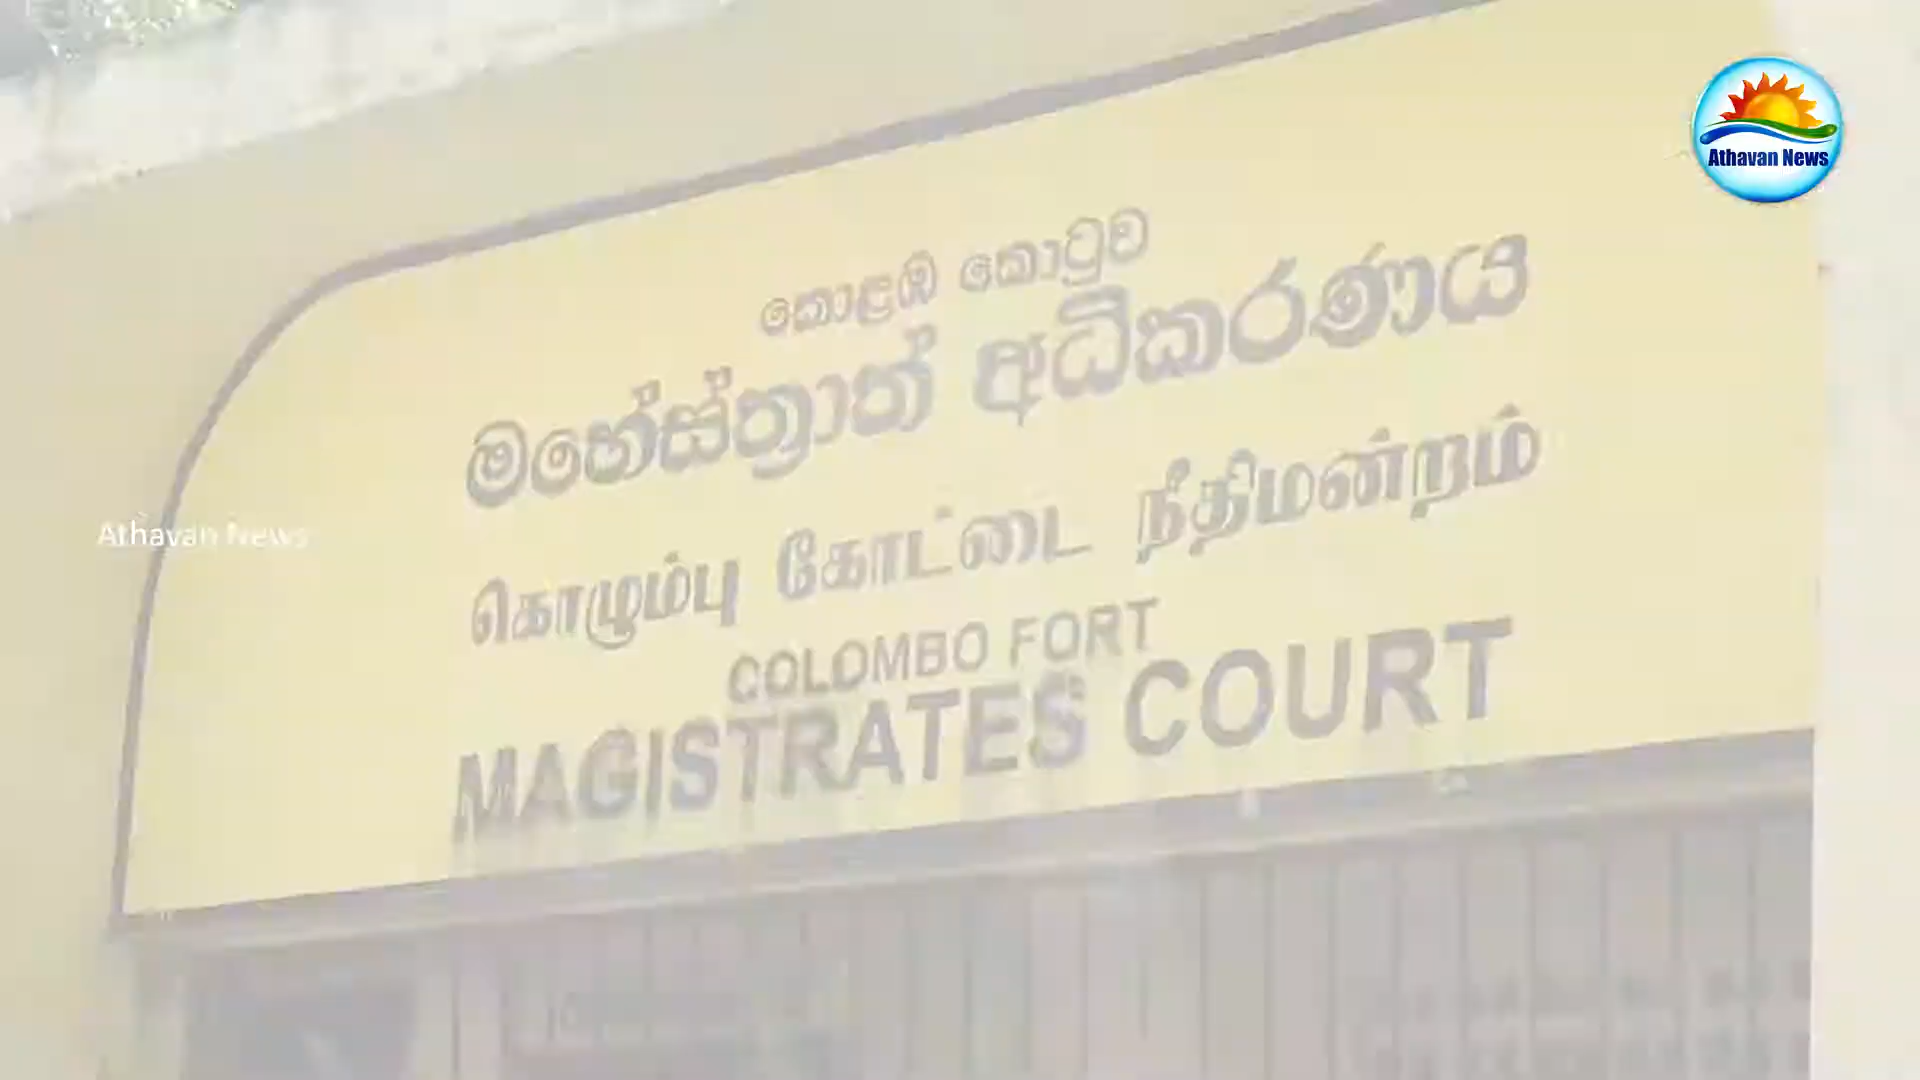 Athavan News
කොළඹ කොටුව
මහේස්ත්‍රාත් අධිකරණය
கொழும்பு கோட்டை நீதிமன்றம்
COLOMBO FORT
MAGISTRATES COURT
Athavan News